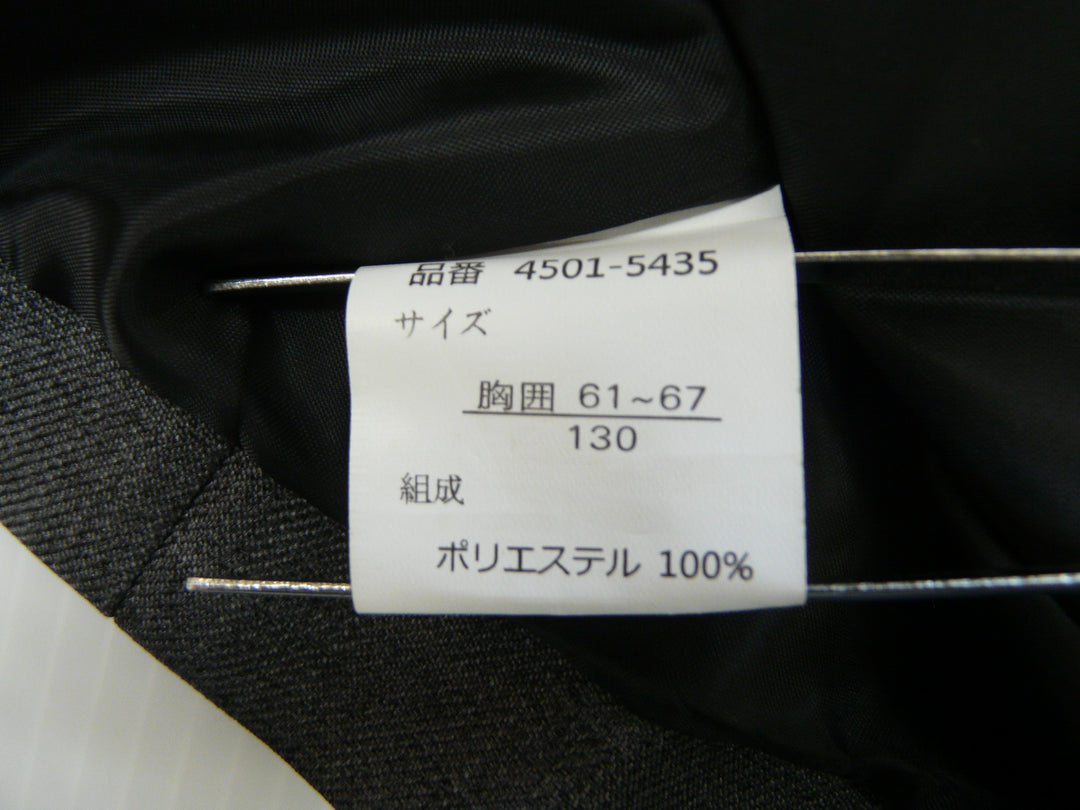 品番 4501-5435
サイズ
胸囲 61~67
130
組成
ポリエステル 100%